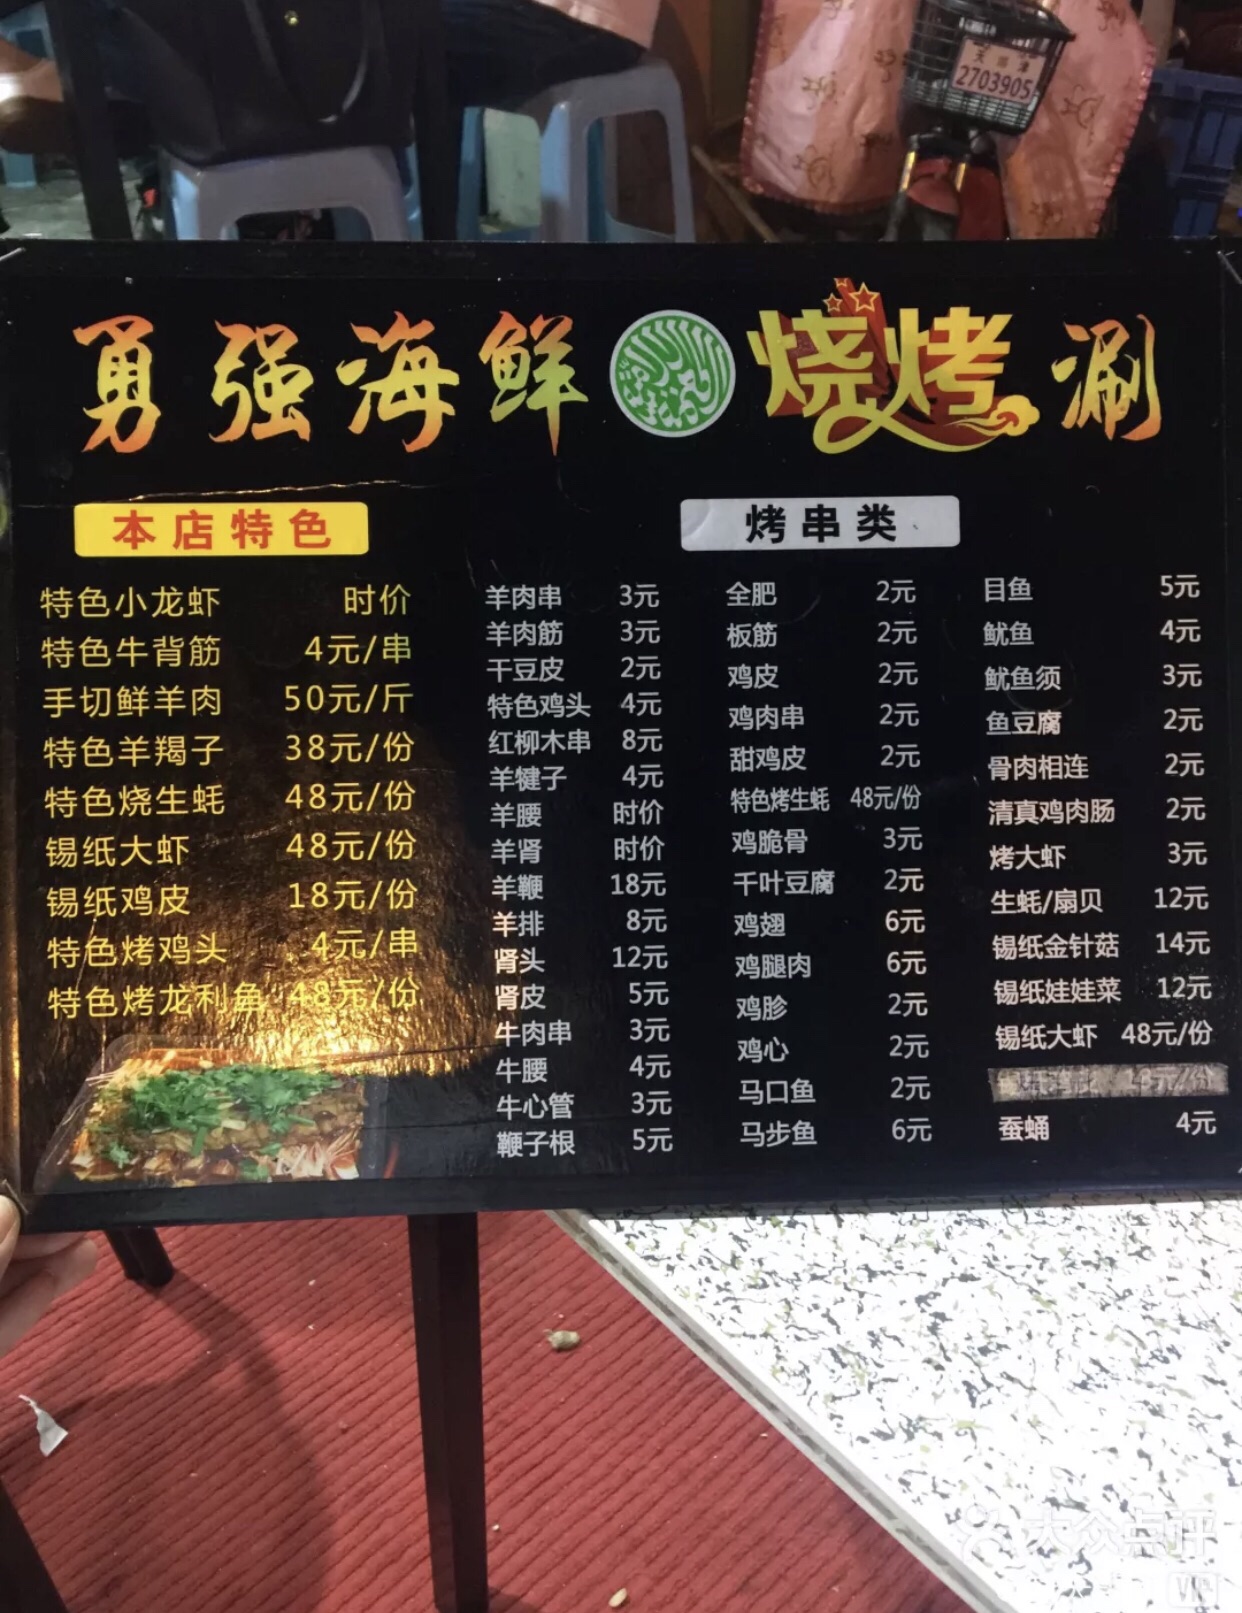 天津
2703905
勇强海鲜 烧烤 涮
本店特色
特色小龙虾 时价
特色牛背筋 4元/串
手切鲜羊肉 50元/斤
特色羊羯子 38元/份
特色烧生蚝 48元/份
锡纸大虾 48元/份
锡纸鸡皮 18元/份
特色烤鸡头 4元/串
特色烤龙利鱼 48元/份
烤串类
羊肉串 3元
羊肉筋 3元
干豆皮 2元
特色鸡头 4元
红柳木串 8元
羊犍子 4元
羊腰 时价
羊肾 时价
羊鞭 18元
羊排 8元
肾头 12元
肾皮 5元
牛肉串 3元
牛腰 4元
牛心管 3元
鞭子根 5元
全肥 2元
板筋 2元
鸡皮 2元
鸡肉串 2元
甜鸡皮 2元
特色烤生蚝 48元/份
鸡脆骨 3元
千叶豆腐 2元
鸡翅 6元
鸡腿肉 6元
鸡胗 2元
鸡心 2元
马口鱼 2元
马步鱼 6元
目鱼 5元
鱿鱼 4元
鱿鱼须 3元
鱼豆腐 2元
骨肉相连 2元
清真鸡肉肠 2元
烤大虾 3元
生蚝/扇贝 12元
锡纸金针菇 14元
锡纸娃娃菜 12元
锡纸大虾 48元/份
蚕蛹 4元
大众点评
VIP